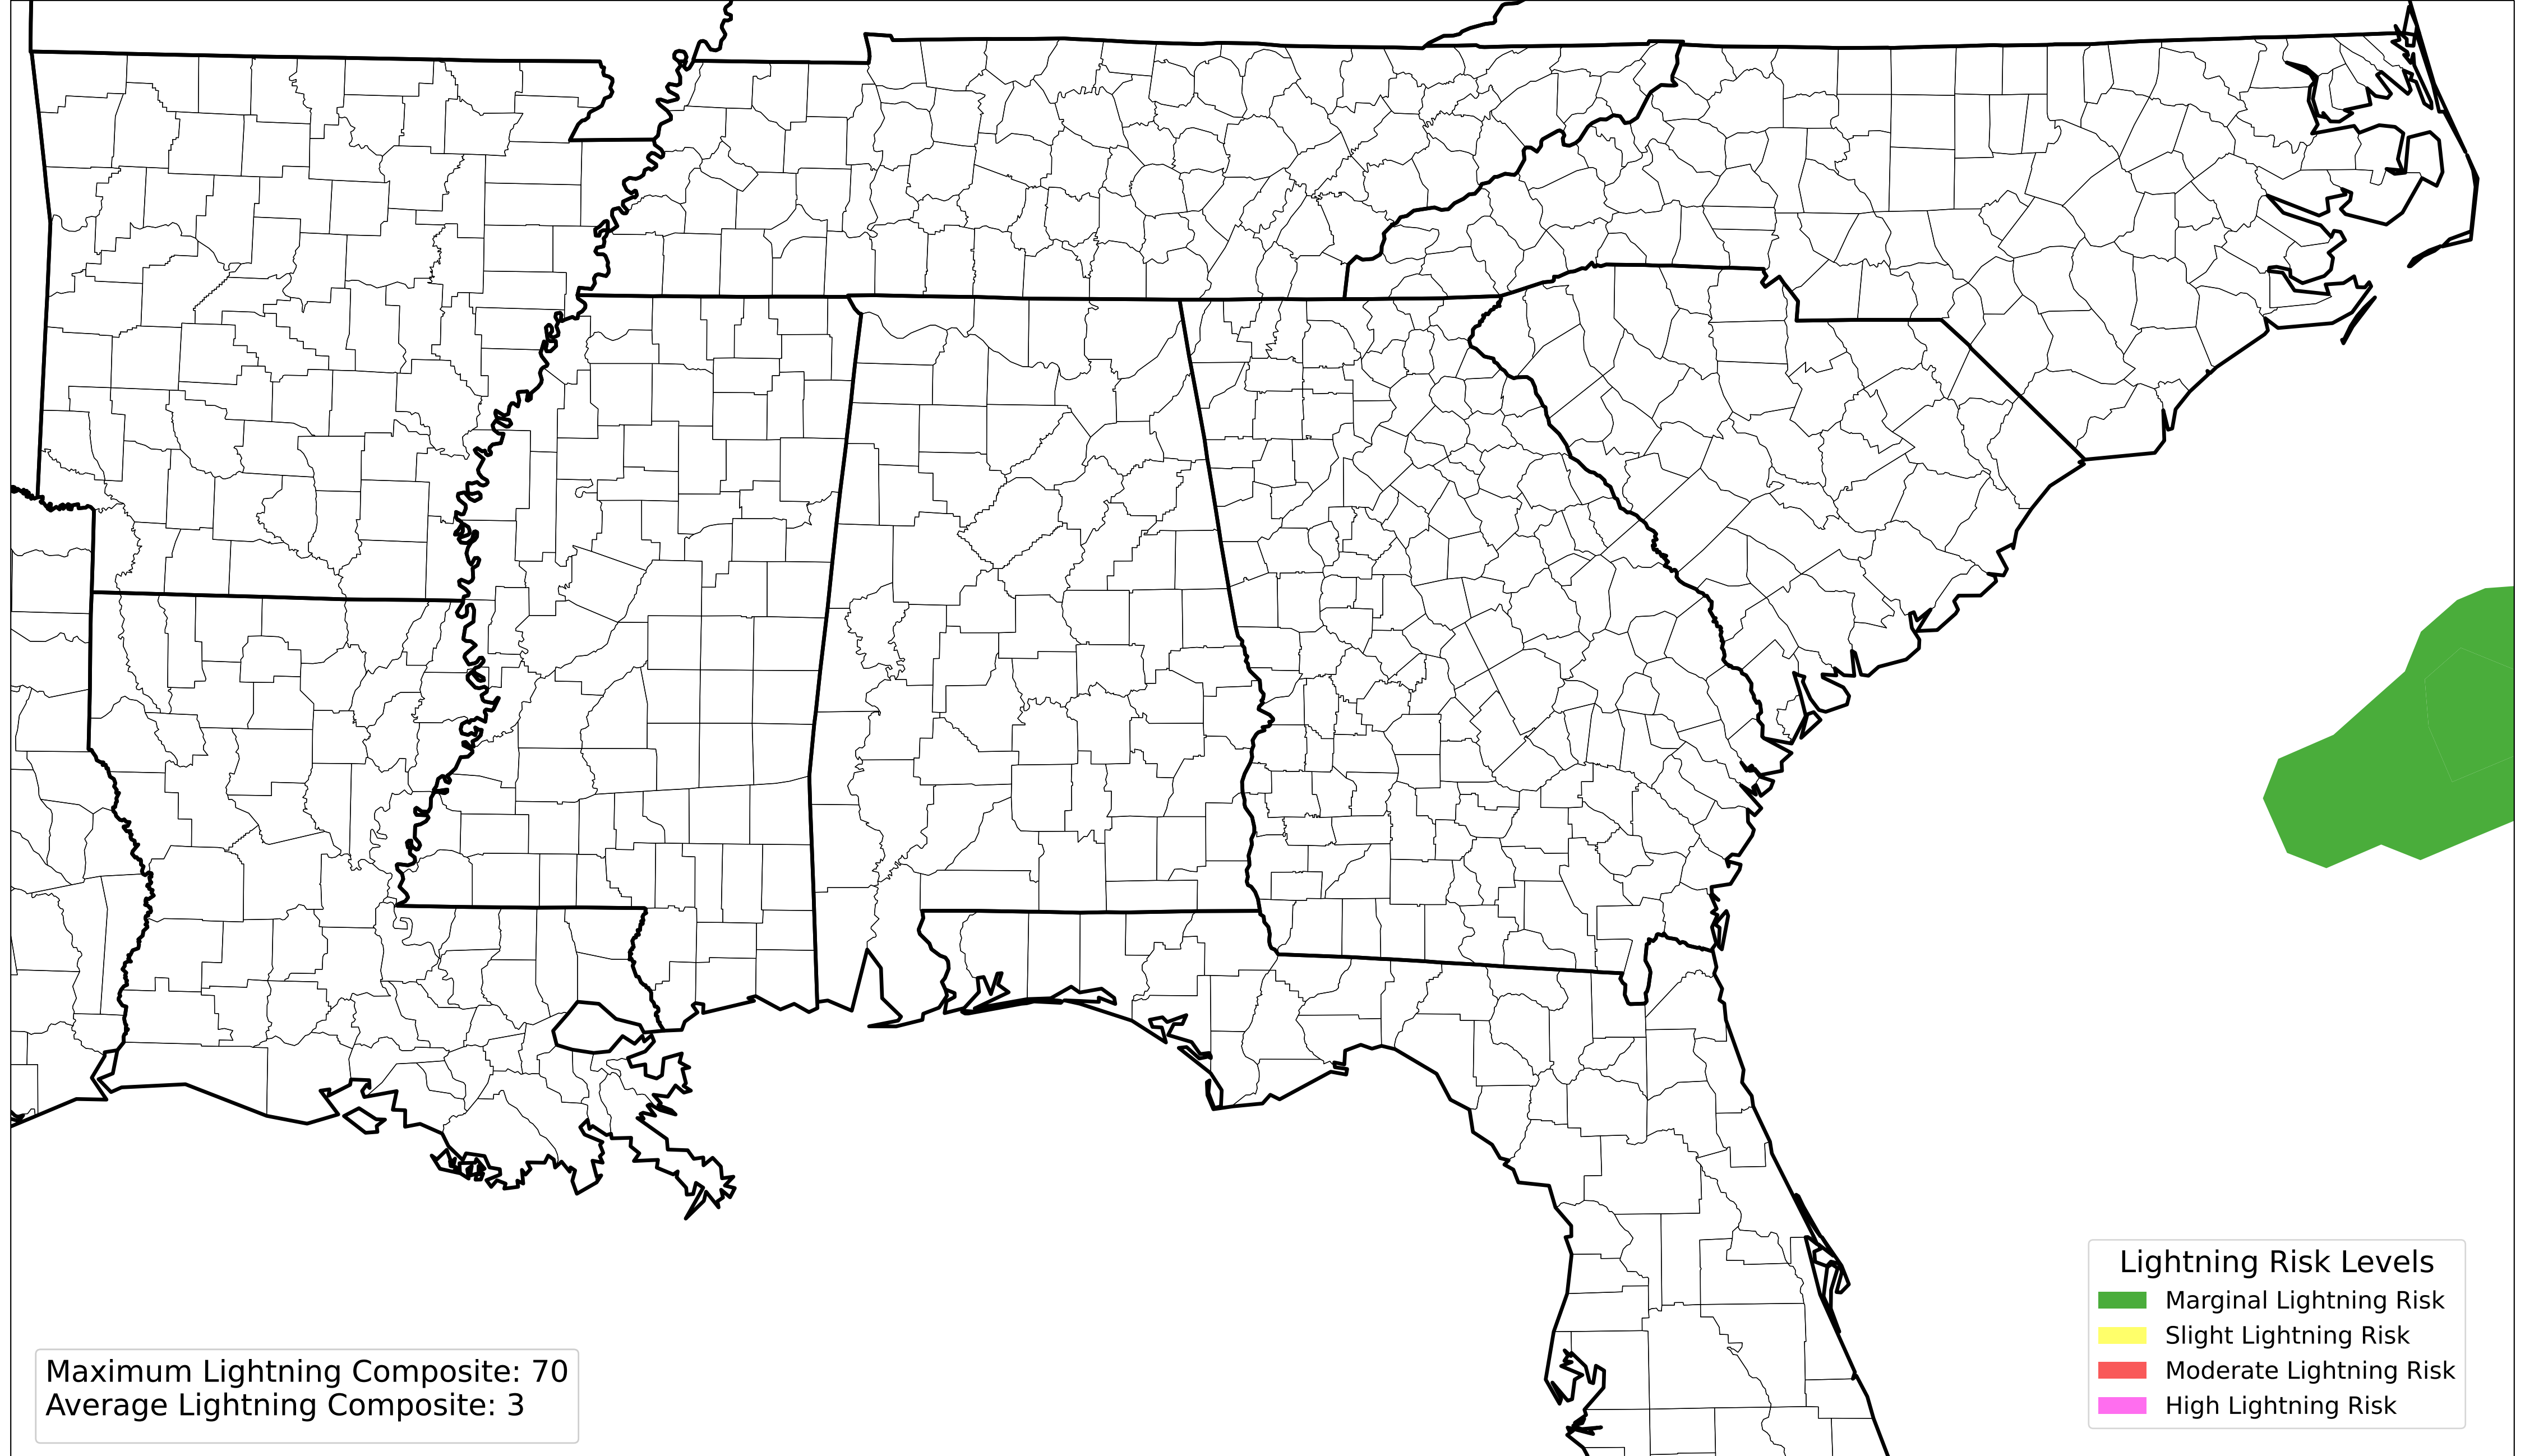 Lightning Risk Levels
Marginal Lightning Risk
Slight Lightning Risk
Moderate Lightning Risk
High Lightning Risk
Maximum Lightning Composite: 70
Average Lightning Composite: 3